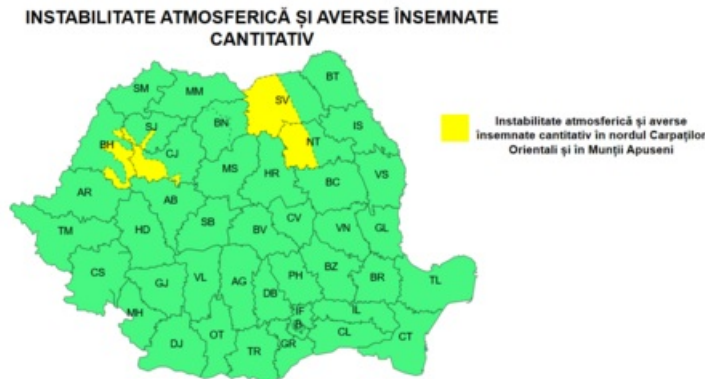 INSTABILITATE ATMOSFERICĂ ȘI AVERSE ÎNSEMNATE
CANTITATIV
Instabilitate atmosferică și averse
însemnate cantitativ în nordul Carpaților
Orientali și în Munții Apuseni
BT
SM
MM
SV
SJ
BN
IS
BH
NT
CJ
MS
HR
BC
VS
AR
AB
TM
HD
SB
BV
CV
VN
GL
CS
GJ
VL
AG
PH
BZ
BR
TL
DB
MH
IF
IL
B
DJ
OT
TR
GR
CL
CT